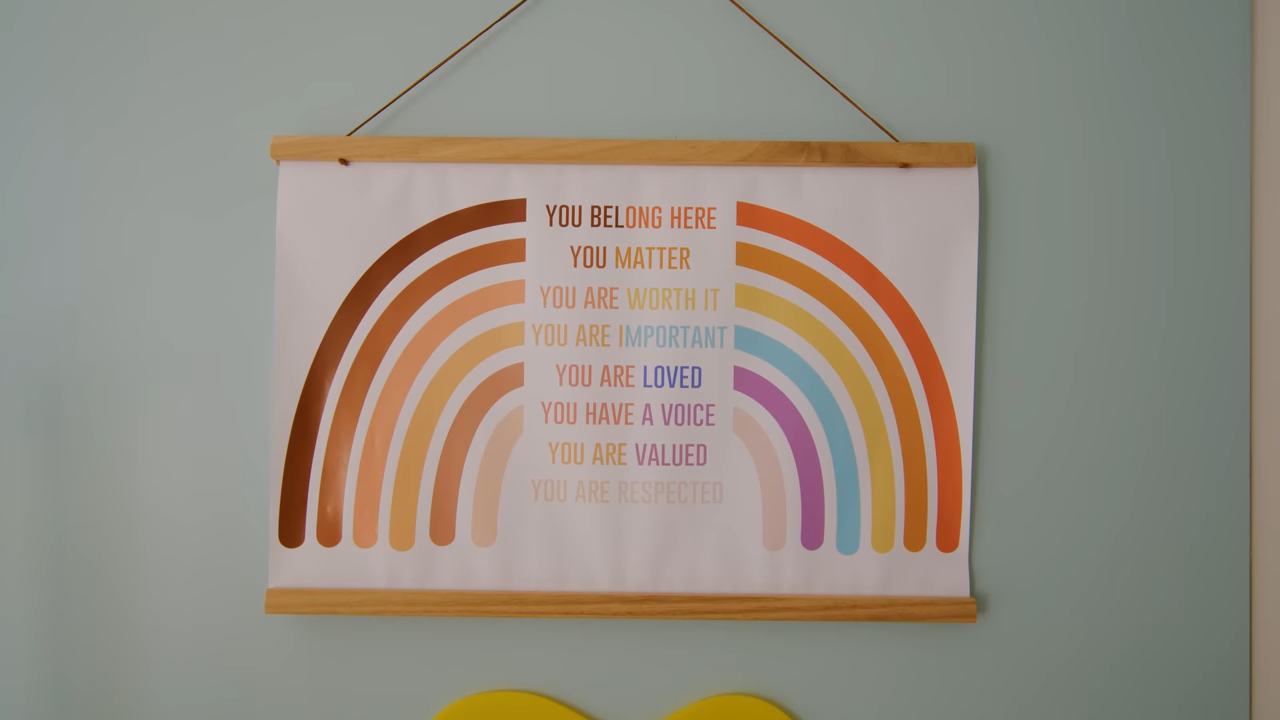 YOU BELONG HERE
YOU MATTER
YOU ARE WORTH IT
YOU ARE IMPORTANT
YOU ARE LOVED
YOU HAVE A VOICE
YOU ARE VALUED
YOU ARE RESPECTED